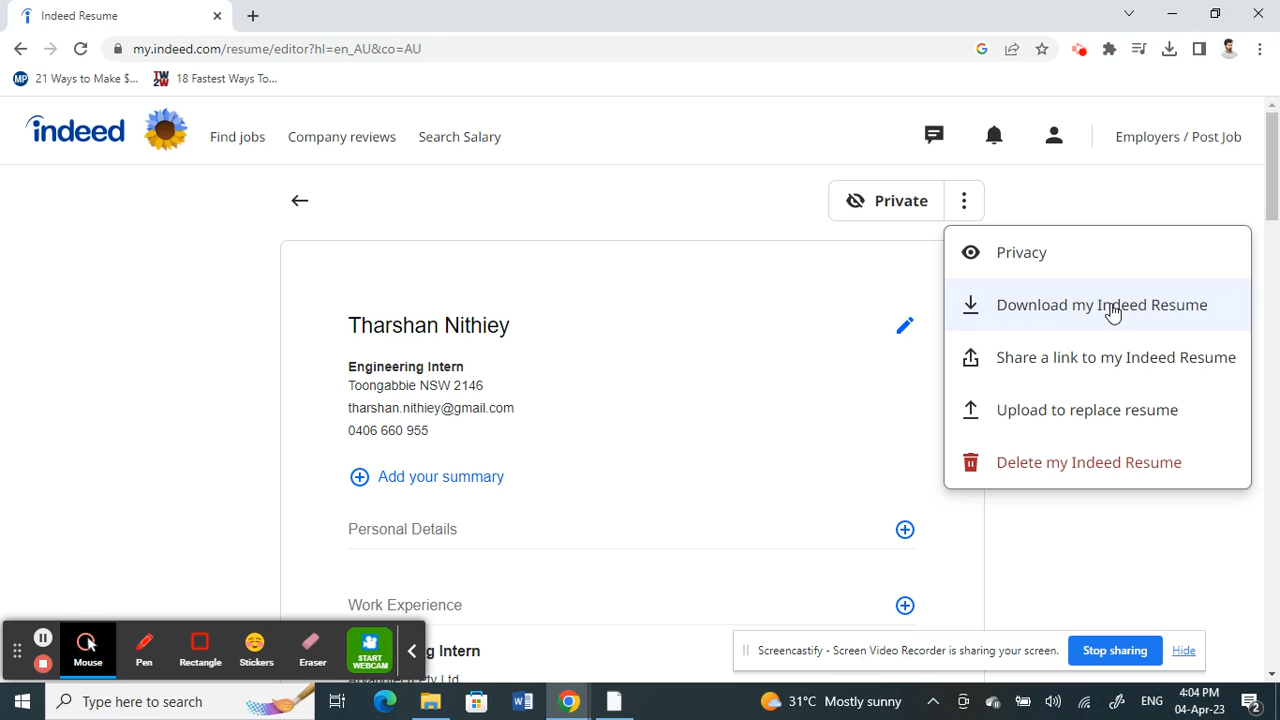 Indeed Resume
my.indeed.com/resume/editor?hl=en_AU&co=AU
MP 21 Ways to Make $...
TW 2W 18 Fastest Ways To...
indeed
Find jobs
Company reviews
Search Salary
Employers / Post Job
Private
Privacy
Download my Indeed Resume
Share a link to my Indeed Resume
Upload to replace resume
Delete my Indeed Resume
Tharshan Nithiey
Engineering Intern
Toongabbie NSW 2146
tharshan.nithiey@gmail.com
0406 660 955
Add your summary
Personal Details
Work Experience
g Intern
Mouse
Pen
Rectangle
Stickers
Eraser
START
WEBCAM
Screencastify - Screen Video Recorder is sharing your screen.
Stop sharing
Hide
Type here to search
31°C Mostly sunny
ENG
4:04 PM
04-Apr-23
2